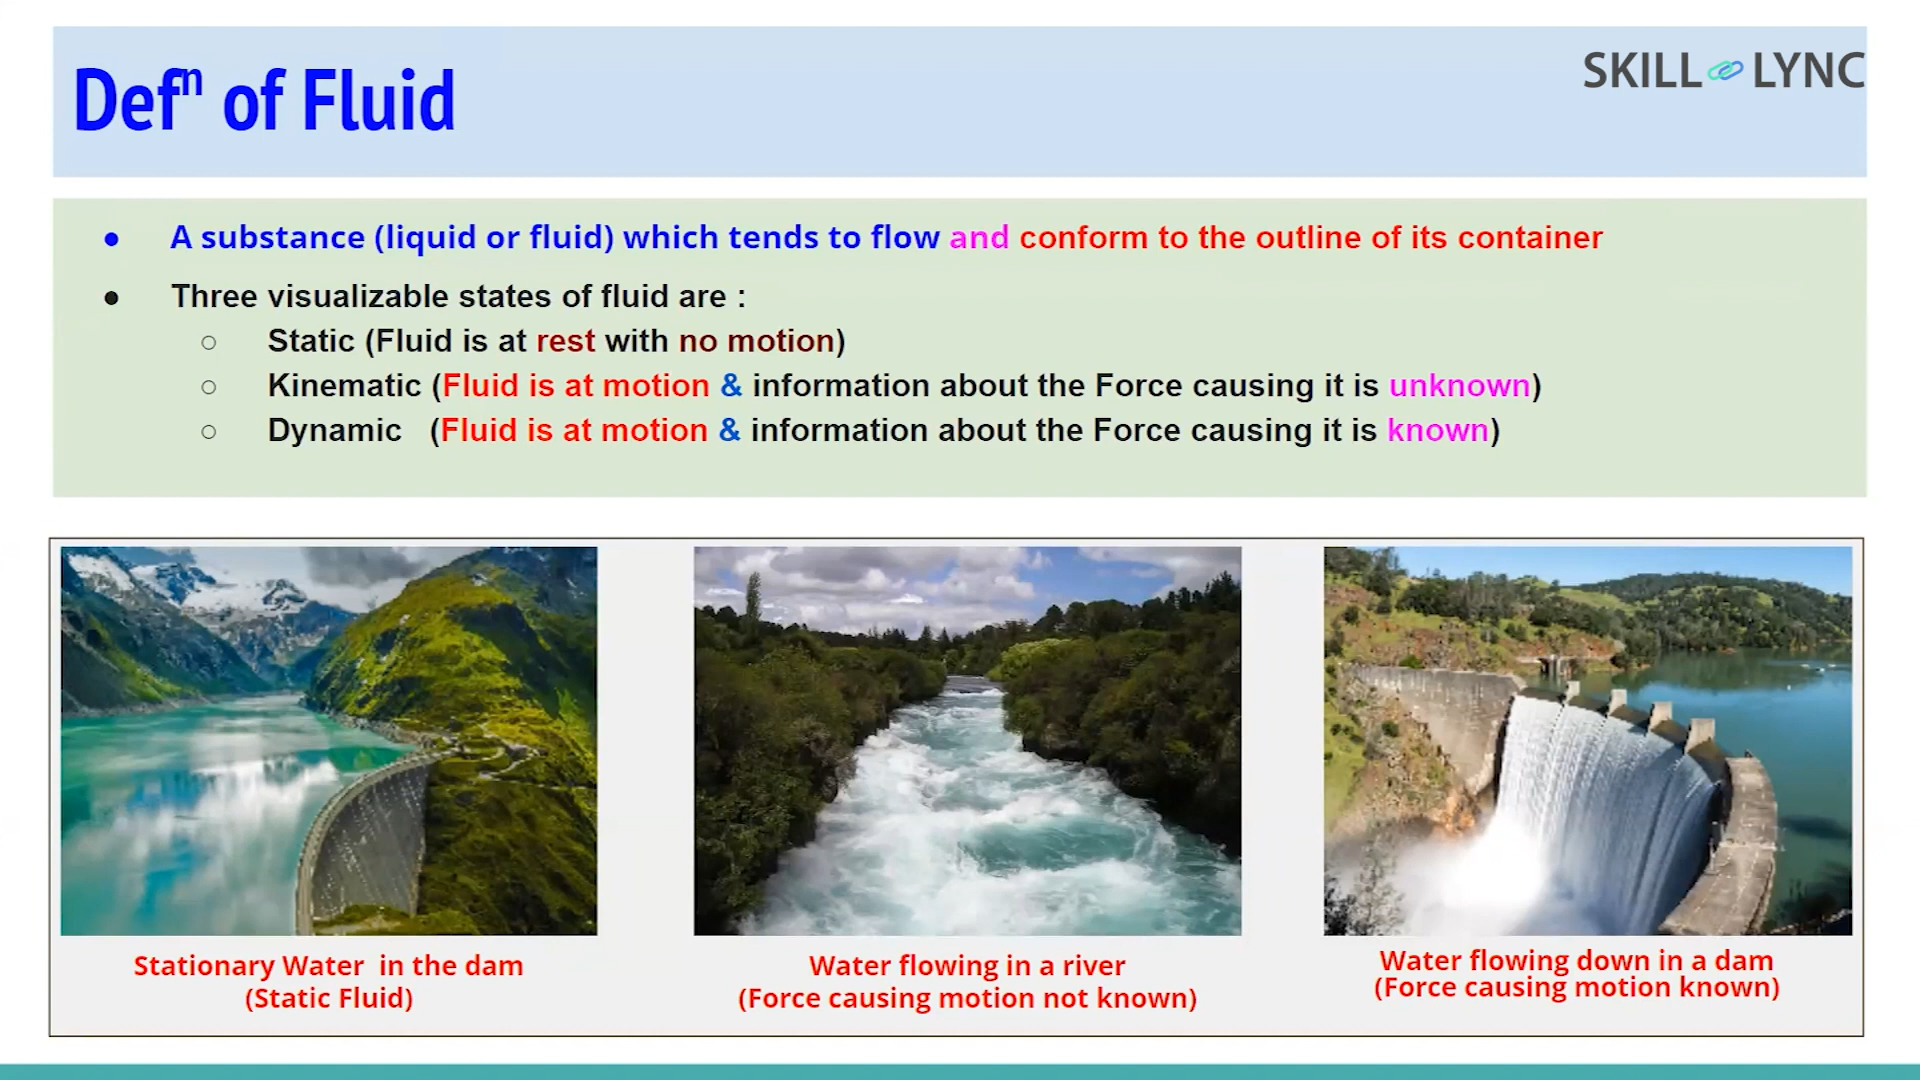 Defⁿ of Fluid
SKILL LYNC
● A substance (liquid or fluid) which tends to flow and conform to the outline of its container
● Three visualizable states of fluid are :
○ Static (Fluid is at rest with no motion)
○ Kinematic (Fluid is at motion & information about the Force causing it is unknown)
○ Dynamic (Fluid is at motion & information about the Force causing it is known)
Stationary Water in the dam
(Static Fluid)
Water flowing in a river
(Force causing motion not known)
Water flowing down in a dam
(Force causing motion known)